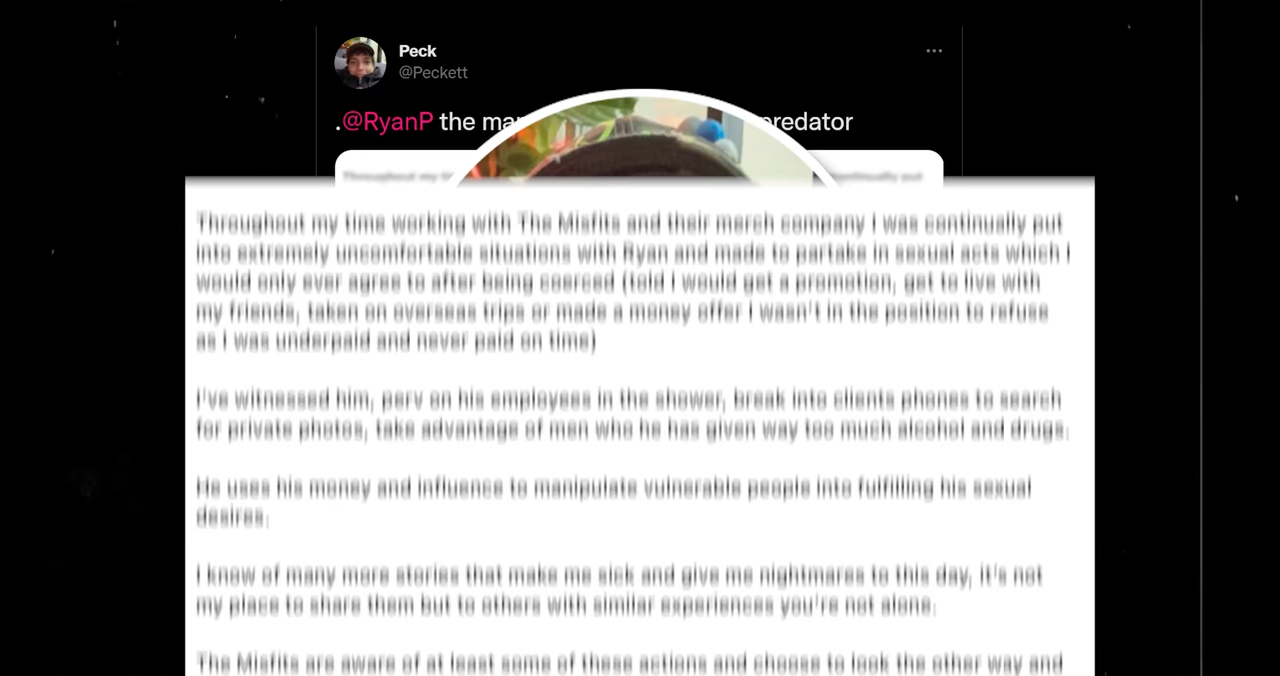 Peck
@Peckett
.@RyanP the predator
Throughout my continually put
Throughout my time working with The Misfits and their merch company I was continually put
into extremely uncomfortable situations with Ryan and made to partake in sexual acts which I
would only ever agree to after being coerced (told I would get a promotion, get to live with
my friends, taken on overseas trips or made a money offer I wasn't in the position to refuse
as I was underpaid and never paid on time)
I've witnessed him, perv on his employees in the shower, break into clients phones to search
for private photos, take advantage of men who he has given way too much alcohol and drugs.
He uses his money and influence to manipulate vulnerable people into fulfilling his sexual
desires.
I know of many more stories that make me sick and give me nightmares to this day, it's not
my place to share them but to others with similar experiences you're not alone.
The Misfits are aware of at least some of these actions and choose to look the other way and